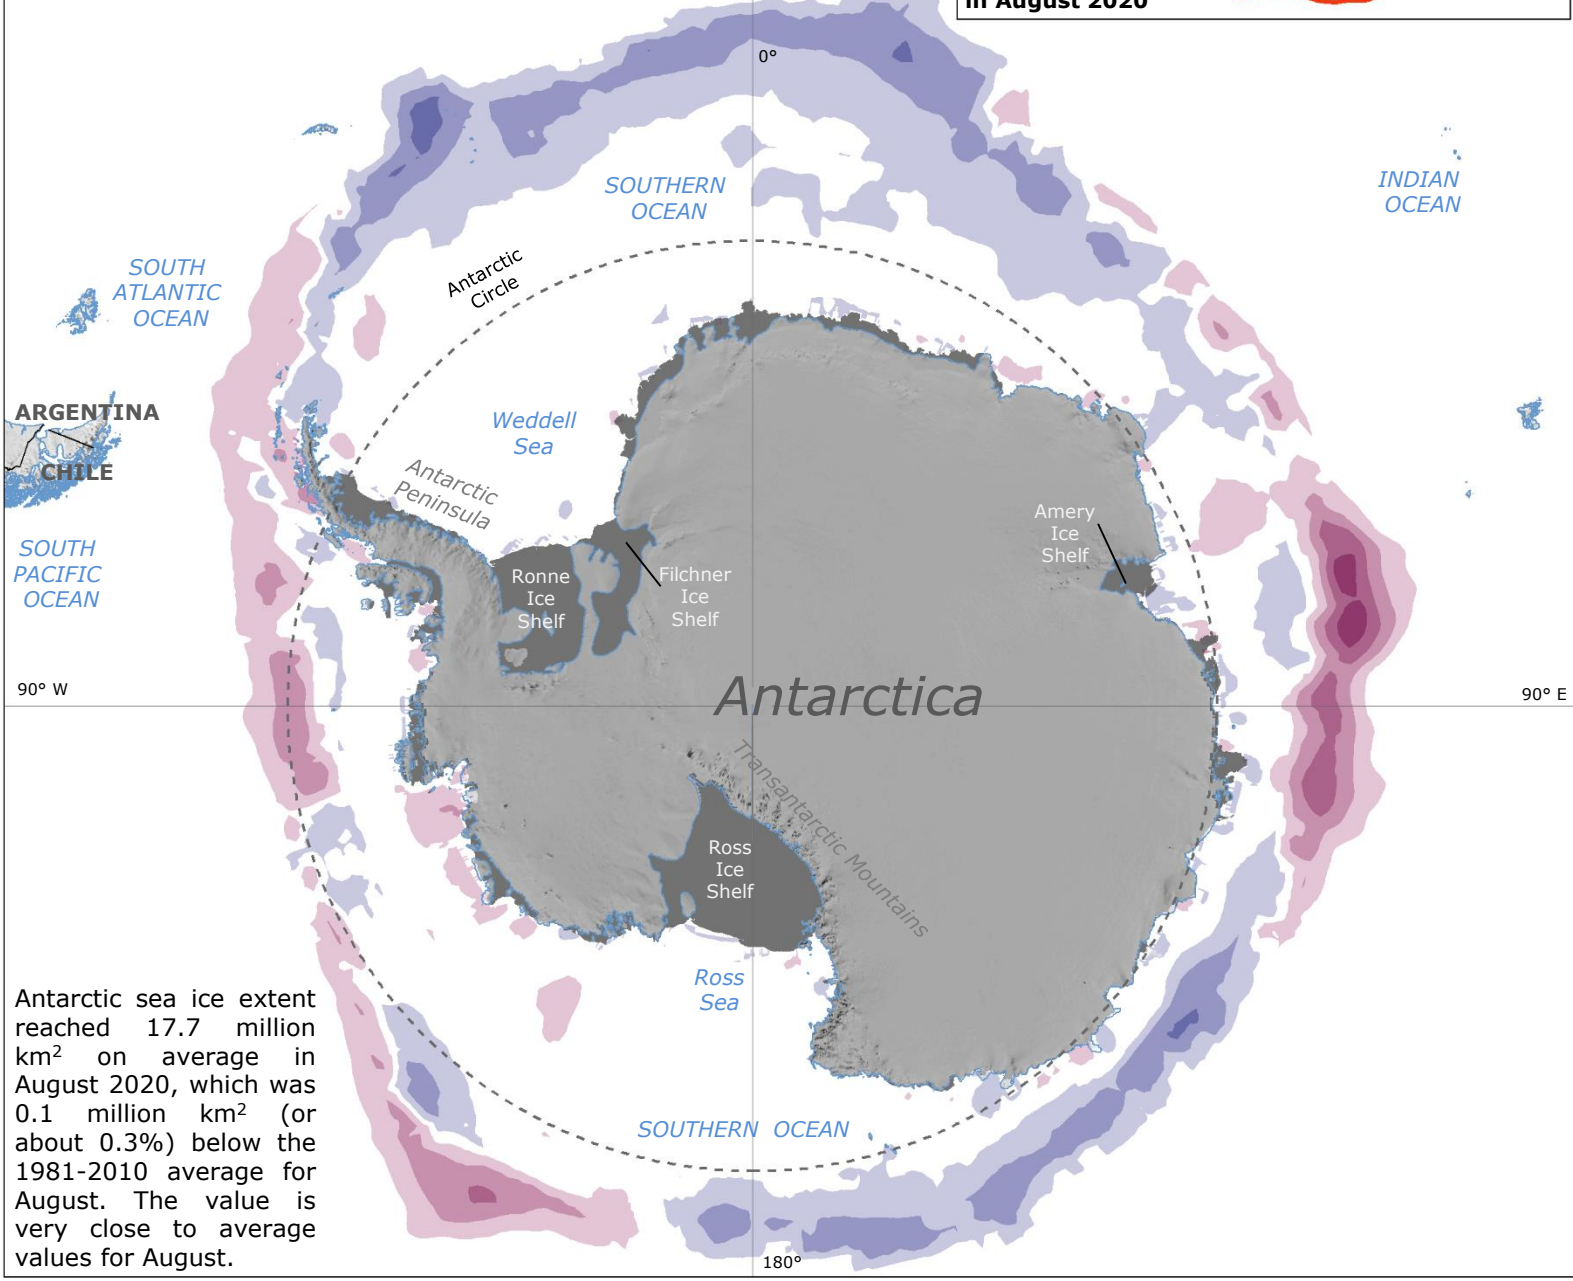 in August 2020
0°
SOUTHERN
OCEAN
INDIAN
OCEAN
Antarctic
Circle
SOUTH
ATLANTIC
OCEAN
ARGENTINA
CHILE
Weddell
Sea
Antarctic
Peninsula
SOUTH
PACIFIC
OCEAN
Amery
Ice
Shelf
Ronne
Ice
Shelf
Filchner
Ice
Shelf
90° W
Antarctica
90° E
Transantarctic Mountains
Ross
Ice
Shelf
Ross
Sea
Antarctic sea ice extent
reached 17.7 million
km² on average in
August 2020, which was
0.1 million km² (or
about 0.3%) below the
1981-2010 average for
August. The value is
very close to average
values for August.
SOUTHERN OCEAN
180°